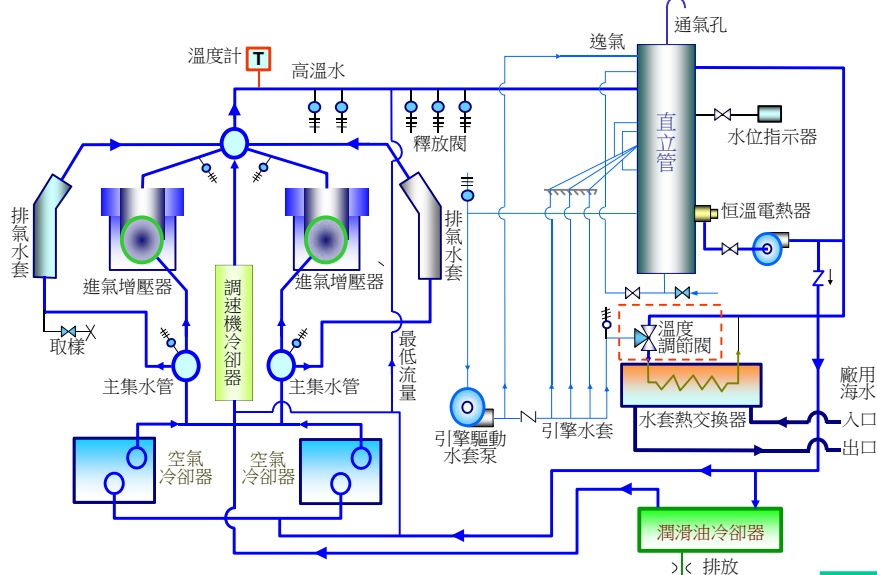 通氣孔
逸氣
溫度計
T
高溫水
釋放閥
直立管
水位指示器
排氣水套
進氣增壓器
進氣增壓器
排氣水套
恒溫電熱器
調速機冷卻器
取樣
主集水管
主集水管
最低流量
溫度
調節閥
水套熱交換器
廠用
海水
入口
出口
引擎驅動
水套泵
引擎水套
空氣
冷卻器
空氣
冷卻器
潤滑油冷卻器
排放